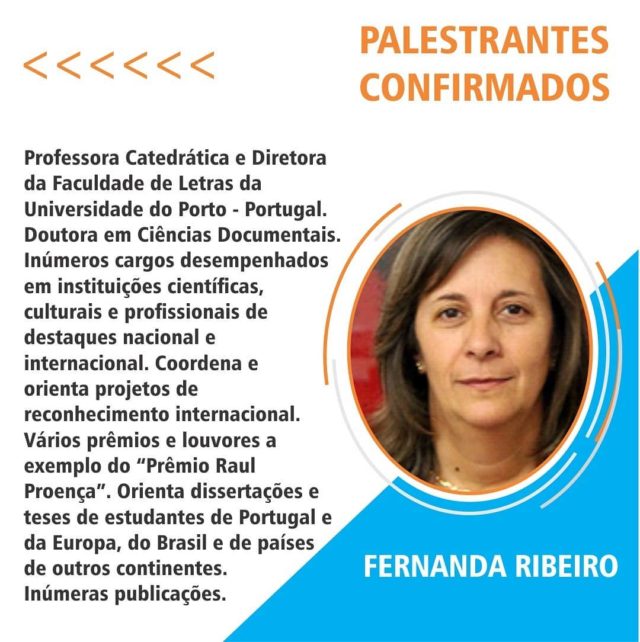 PALESTRANTES
CONFIRMADOS
Professora Catedrática e Diretora
da Faculdade de Letras da
Universidade do Porto - Portugal.
Doutora em Ciências Documentais.
Inúmeros cargos desempenhados
em instituições científicas,
culturais e profissionais de
destaques nacional e
internacional. Coordena e
orienta projetos de
reconhecimento internacional.
Vários prêmios e louvores a
exemplo do “Prêmio Raul
Proença”. Orienta dissertações e
teses de estudantes de Portugal e
da Europa, do Brasil e de países
de outros continentes.
Inúmeras publicações.
FERNANDA RIBEIRO